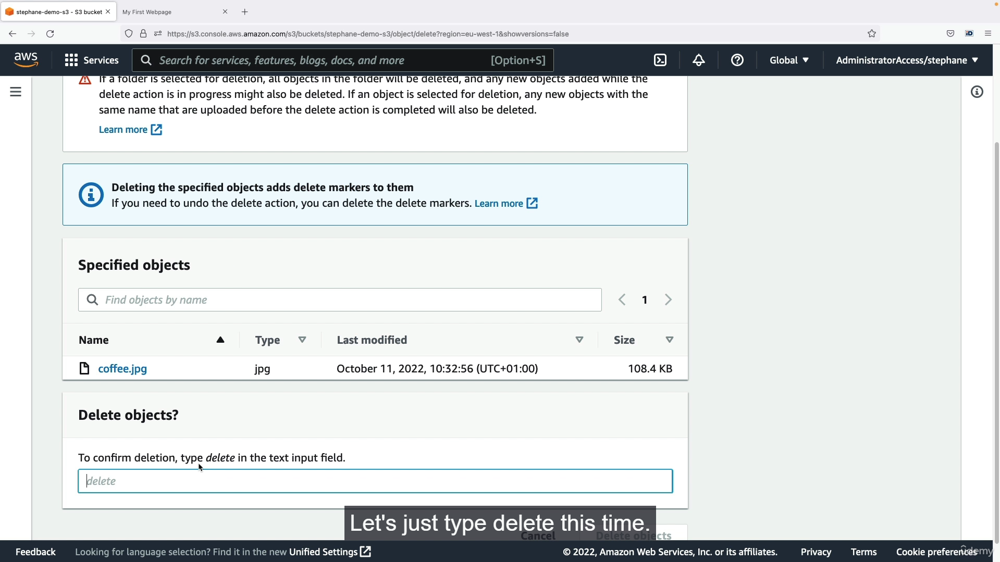 stephane-demo-s3 - S3 bucket
My First Webpage
https://s3.console.aws.amazon.com/s3/buckets/stephane-demo-s3/object/delete?region=eu-west-1&showversions=false
aws
Services
Search for services, features, blogs, docs, and more
[Option+S]
Global
AdministratorAccess/stephane
If a folder is selected for deletion, all objects in the folder will be deleted, and any new objects added while the
delete action is in progress might also be deleted. If an object is selected for deletion, any new objects with the
same name that are uploaded before the delete action is completed will also be deleted.
Learn more
Deleting the specified objects adds delete markers to them
If you need to undo the delete action, you can delete the delete markers. Learn more
Specified objects
Find objects by name
1
Name Type Last modified Size
coffee.jpg jpg October 11, 2022, 10:32:56 (UTC+01:00) 108.4 KB
Delete objects?
To confirm deletion, type delete in the text input field.
delete
Let's just type delete this time.
Cancel Delete objects
Feedback Looking for language selection? Find it in the new Unified Settings © 2022, Amazon Web Services, Inc. or its affiliates. Privacy Terms Cookie preferences
ûdemy